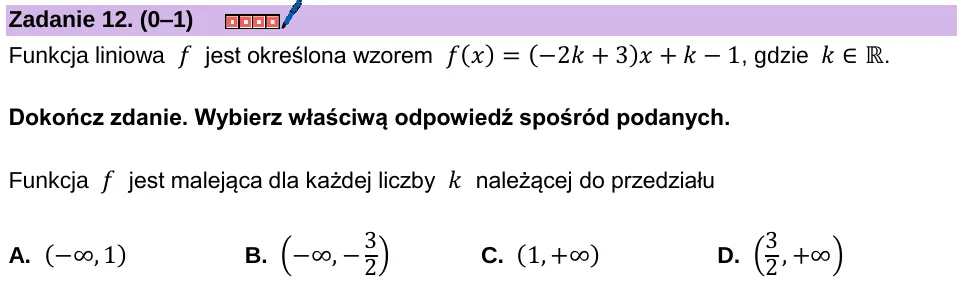 Zadanie 12. (0–1)
Funkcja liniowa f jest określona wzorem f(x) = (−2k + 3)x + k − 1, gdzie k ∈ ℝ.
Dokończ zdanie. Wybierz właściwą odpowiedź spośród podanych.
Funkcja f jest malejąca dla każdej liczby k należącej do przedziału
A. (−∞, 1) B. (−∞, −3/2) C. (1, +∞) D. (3/2, +∞)